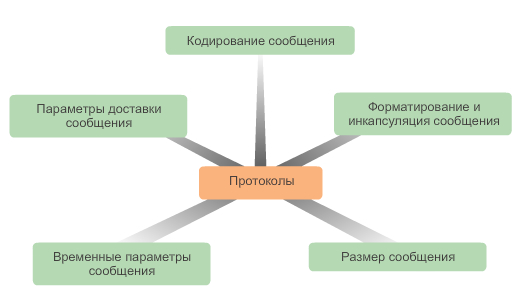 Кодирование сообщения
Параметры доставки
сообщения
Форматирование и
инкапсуляция сообщения
Протоколы
Временные параметры
сообщения
Размер сообщения